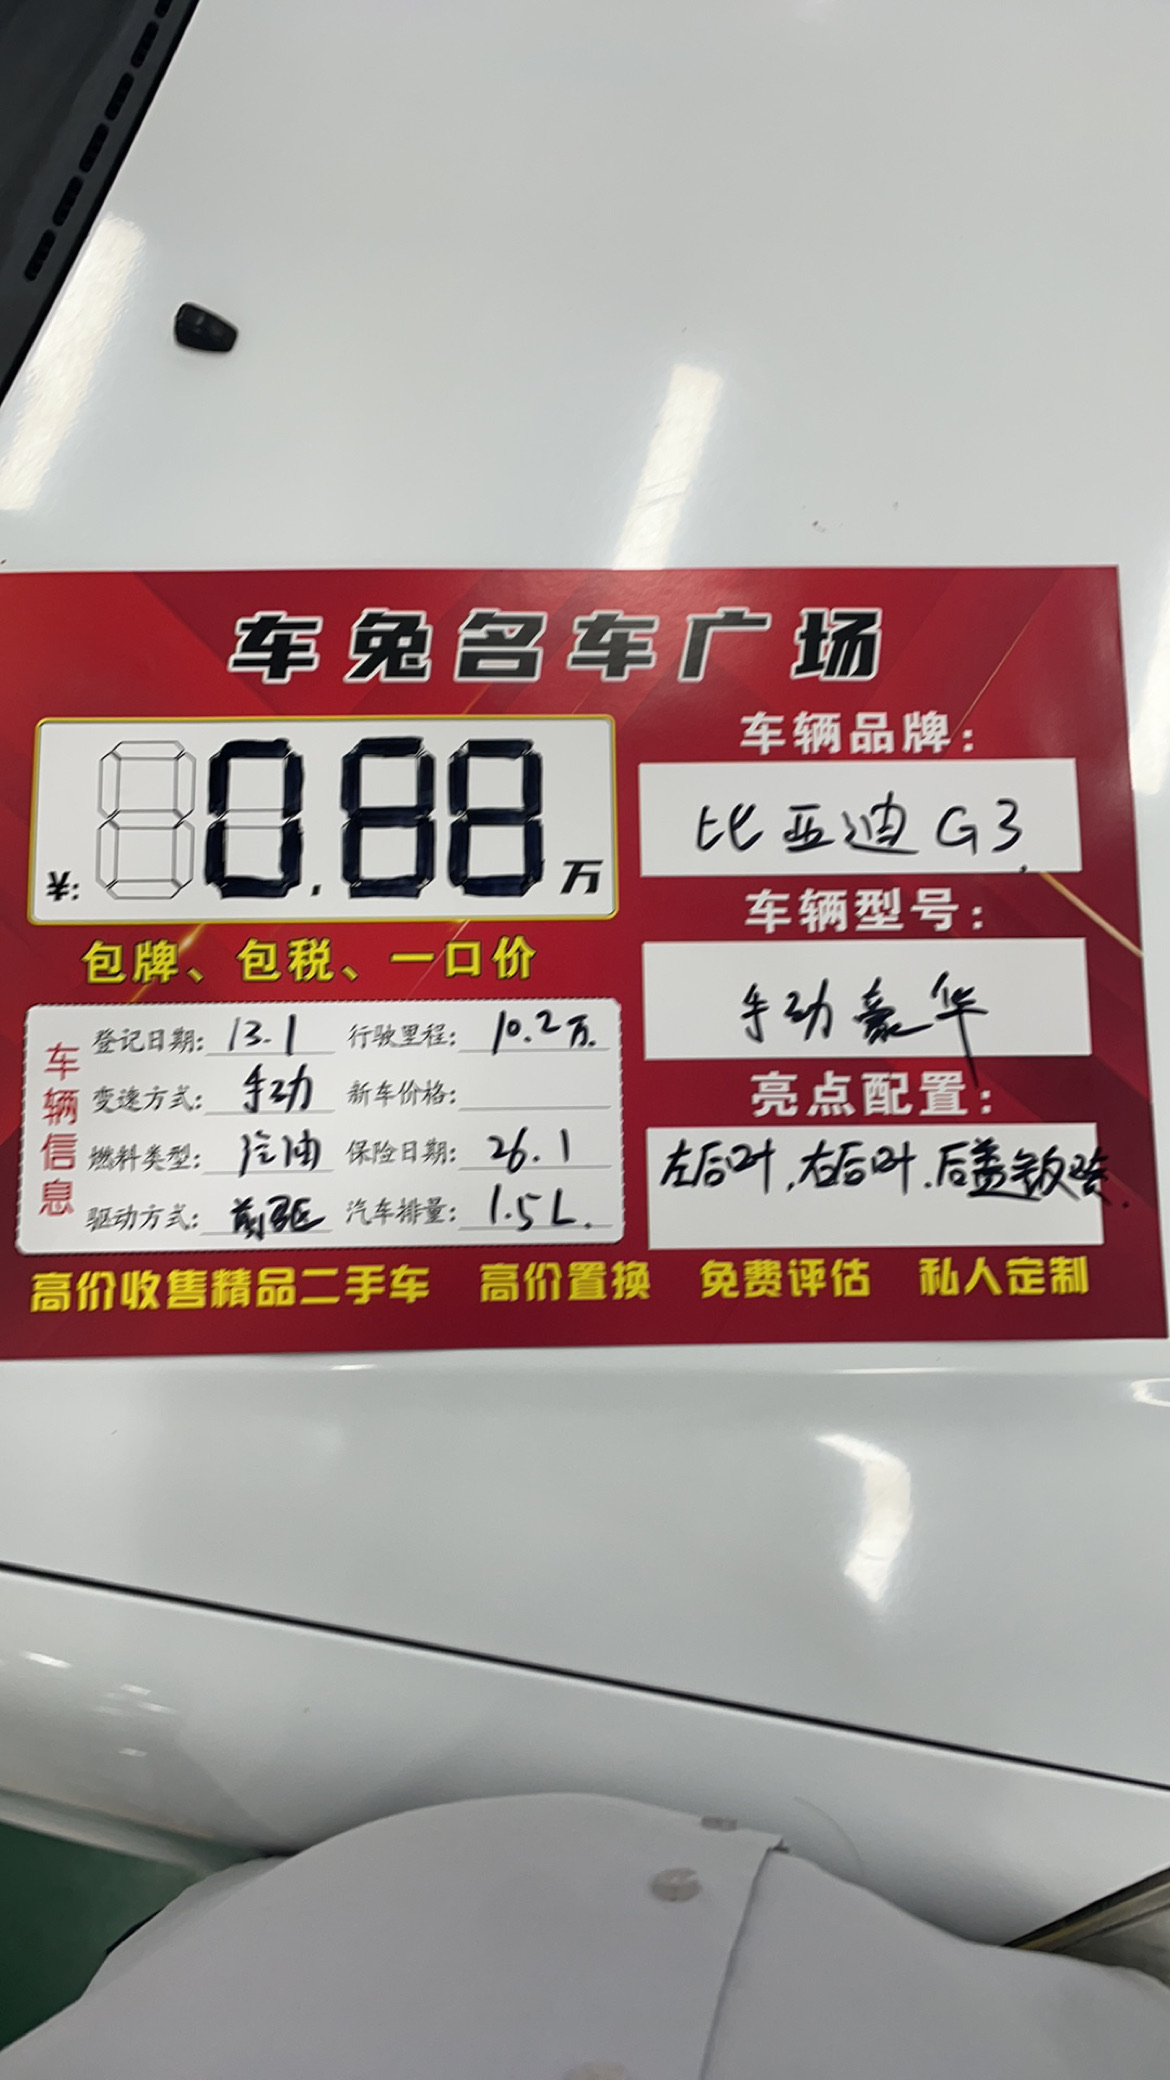 车兔名车广场
¥: 0.88万
包牌、包税、一口价
车辆信息
登记日期: 13.1 行驶里程: 10.2万.
变速方式: 手动 新车价格:
燃料类型: 汽油 保险日期: 26.1
驱动方式: 前驱 汽车排量: 1.5L.
车辆品牌:
比亚迪 G3.
车辆型号:
手动豪华
亮点配置:
左后叶.右后叶.后盖钣喷.
高价收售精品二手车 高价置换 免费评估 私人定制